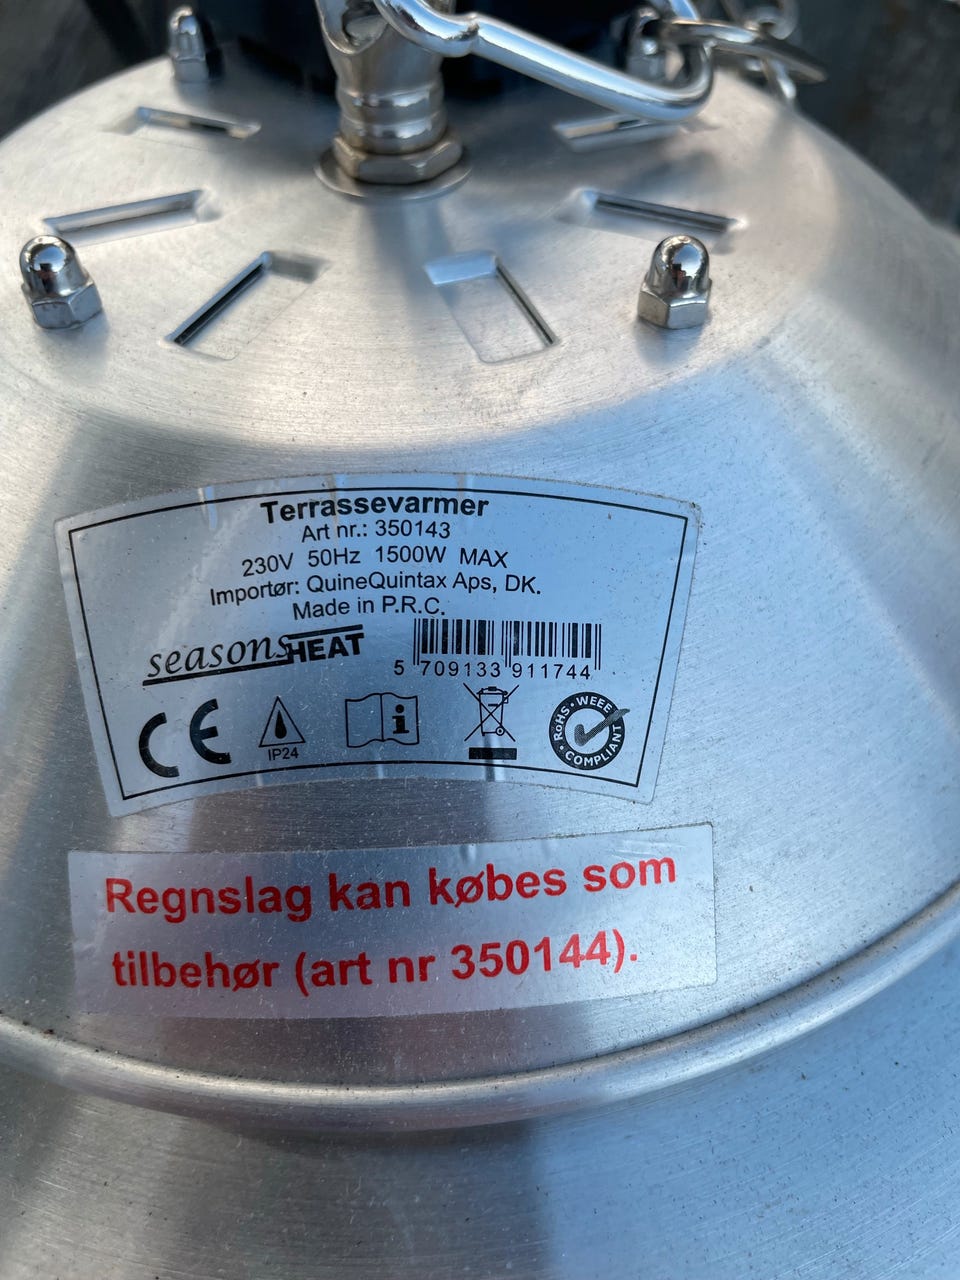 Terrassevarmer
Art nr.: 350143
230V 50Hz 1500W MAX
Importør: QuineQuintax Aps, DK.
Made in P.R.C.
seasonsHEAT
5 709133 911744
CE
IP24
i
RoHS · WEEE
· COMPLIANT ·
Regnslag kan købes som
tilbehør (art nr 350144).